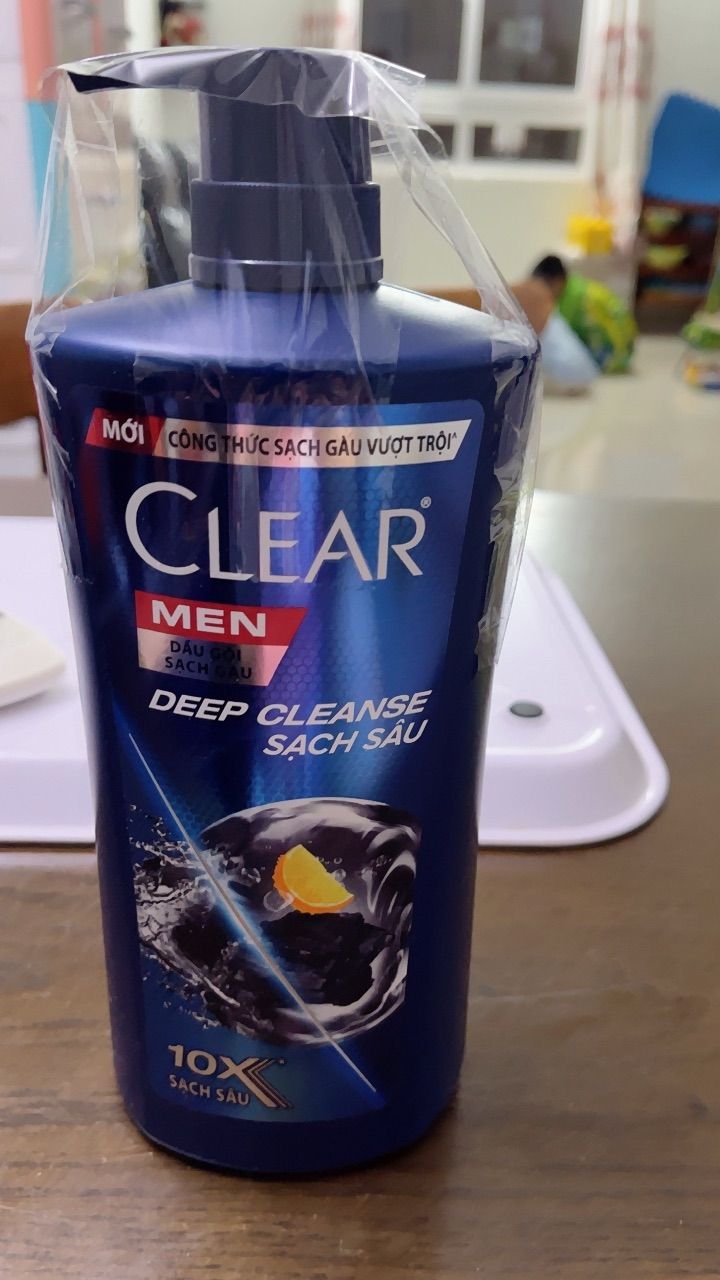 MỚI CÔNG THỨC SẠCH GÀU VƯỢT TRỘI^
CLEAR®
MEN
DẦU GỘI
SẠCH GÀU
DEEP CLEANSE
SẠCH SÂU
10X*
SẠCH SÂU